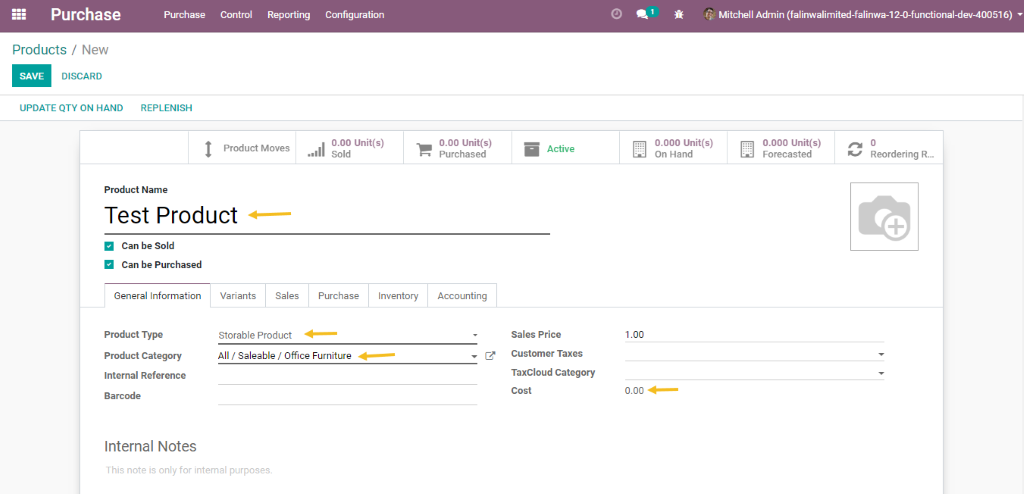 Purchase Purchase Control Reporting Configuration 1 Mitchell Admin (falinwalimited-falinwa-12-0-functional-dev-400516)
Products / New
SAVE DISCARD
UPDATE QTY ON HAND REPLENISH
Product Moves
0.00 Unit(s)
Sold
0.00 Unit(s)
Purchased
Active
0.000 Unit(s)
On Hand
0.000 Unit(s)
Forecasted
0
Reordering R...
Product Name
Test Product
Can be Sold
Can be Purchased
General Information Variants Sales Purchase Inventory Accounting
Product Type Storable Product
Product Category All / Saleable / Office Furniture
Internal Reference
Barcode
Sales Price 1.00
Customer Taxes
TaxCloud Category
Cost 0.00
Internal Notes
This note is only for internal purposes.